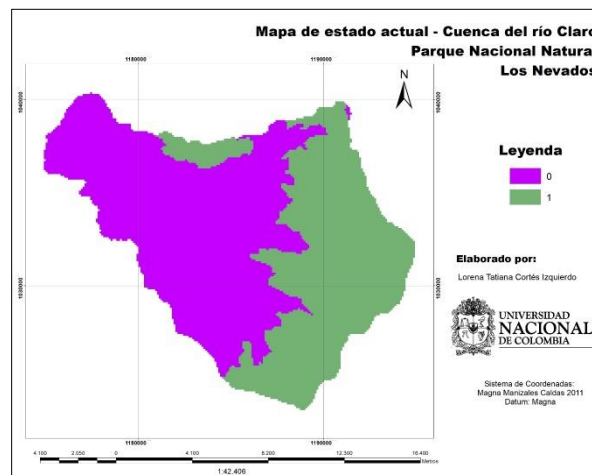 Mapa de estado actual - Cuenca del río Claro
Parque Nacional Natural
Los Nevados
1180000
1190000
1040000
1040000
N
Leyenda
0
1
1030000
1030000
Elaborado por:
Lorena Tatiana Cortés Izquierdo
UNIVERSIDAD
NACIONAL
DE COLOMBIA
Sistema de Coordenadas:
Magna Manizales Caldas 2011
Datum: Magna
1180000
1190000
4.100 2.050 0 4.100 8.200 12.300 16.400
Metros
1:42.406